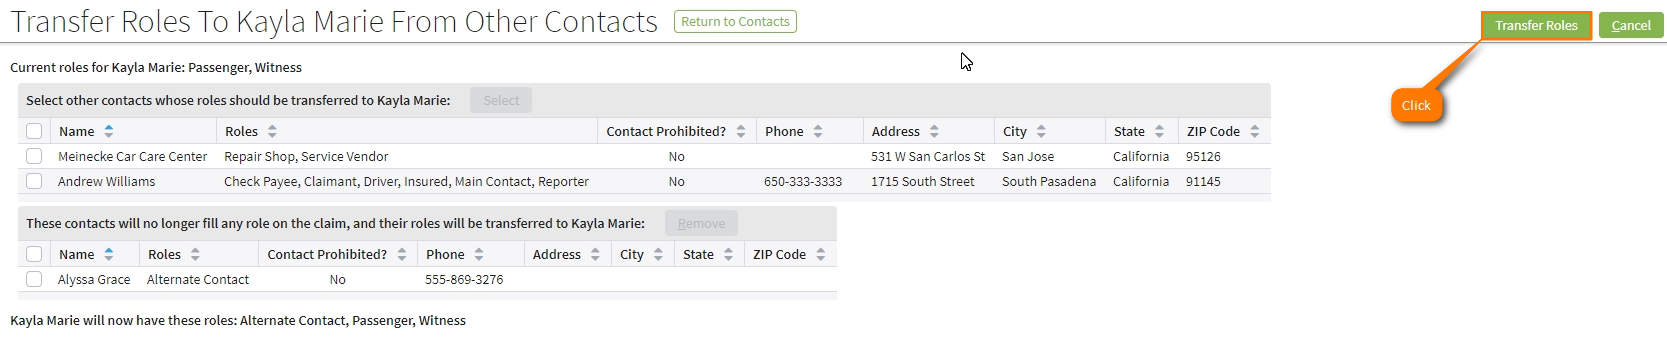 Transfer Roles To Kayla Marie From Other Contacts Return to Contacts Transfer Roles Cancel
Current roles for Kayla Marie: Passenger, Witness
Click
Select other contacts whose roles should be transferred to Kayla Marie: Select
Name Roles Contact Prohibited? Phone Address City State ZIP Code
Meinecke Car Care Center Repair Shop, Service Vendor No 531 W San Carlos St San Jose California 95126
Andrew Williams Check Payee, Claimant, Driver, Insured, Main Contact, Reporter No 650-333-3333 1715 South Street South Pasadena California 91145
These contacts will no longer fill any role on the claim, and their roles will be transferred to Kayla Marie: Remove
Name Roles Contact Prohibited? Phone Address City State ZIP Code
Alyssa Grace Alternate Contact No 555-869-3276
Kayla Marie will now have these roles: Alternate Contact, Passenger, Witness